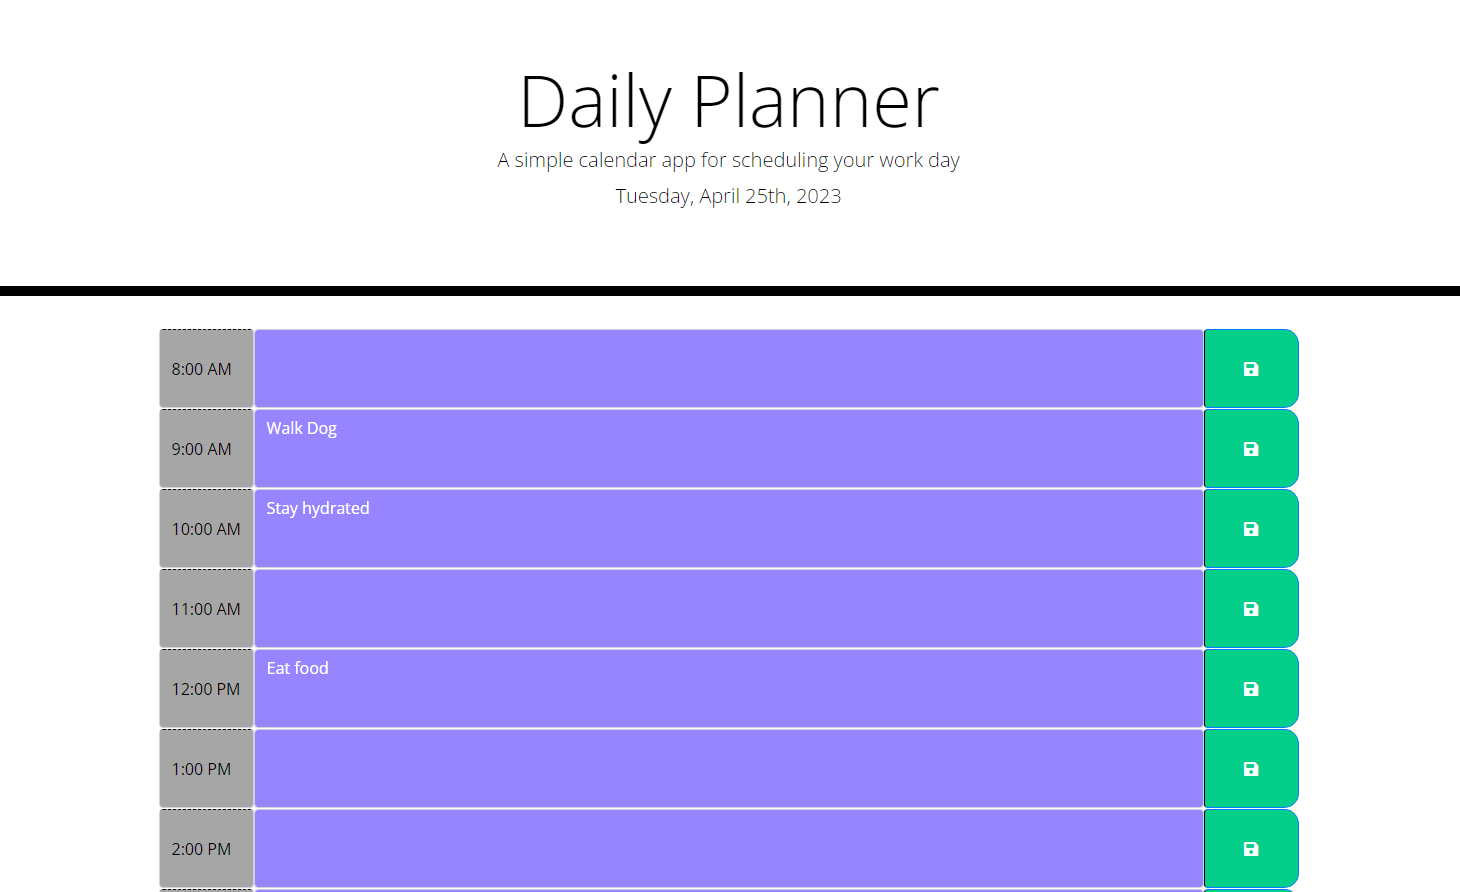 Daily Planner
A simple calendar app for scheduling your work day
Tuesday, April 25th, 2023
8:00 AM
9:00 AM Walk Dog
10:00 AM Stay hydrated
11:00 AM
12:00 PM Eat food
1:00 PM
2:00 PM